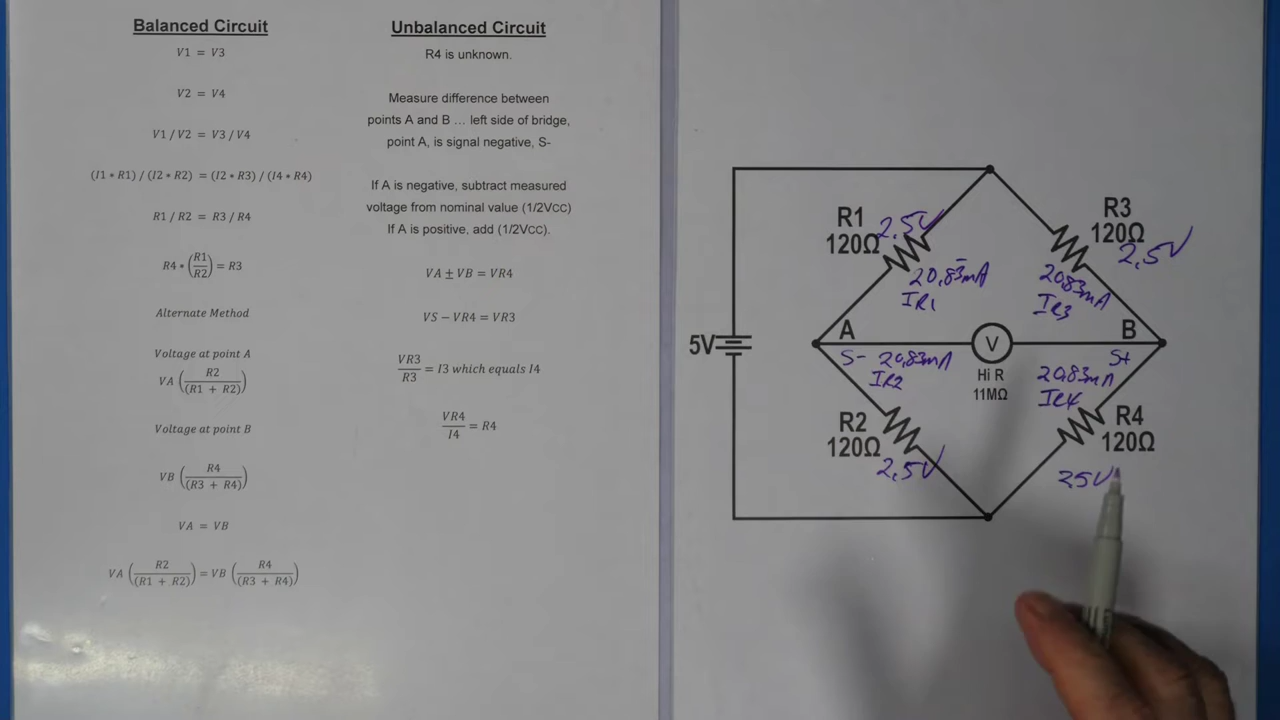 Balanced Circuit
V1 = V3
V2 = V4
V1 / V2 = V3 / V4
(I1 * R1) / (I2 * R2) = (I2 * R3) / (I4 * R4)
R1 / R2 = R3 / R4
R4 * (R1/R2) = R3
Alternate Method
Voltage at point A
VA (R2/(R1 + R2))
Voltage at point B
VB (R4/(R3 + R4))
VA = VB
VA (R2/(R1 + R2)) = VB (R4/(R3 + R4))
Unbalanced Circuit
R4 is unknown.
Measure difference between
points A and B ... left side of bridge,
point A, is signal negative, S-
If A is negative, subtract measured
voltage from nominal value (1/2VCC)
If A is positive, add (1/2VCC).
VA ± VB = VR4
VS − VR4 = VR3
VR3/R3 = I3 which equals I4
VR4/I4 = R4
5V
R1
120Ω
2.5V
20.83mA
IR1
R3
120Ω
2.5V
20.83mA
IR3
A
B
V
Hi R
11MΩ
S-
20.83mA
IR2
S+
20.83mA
IR4
R2
120Ω
2.5V
R4
120Ω
2.5V